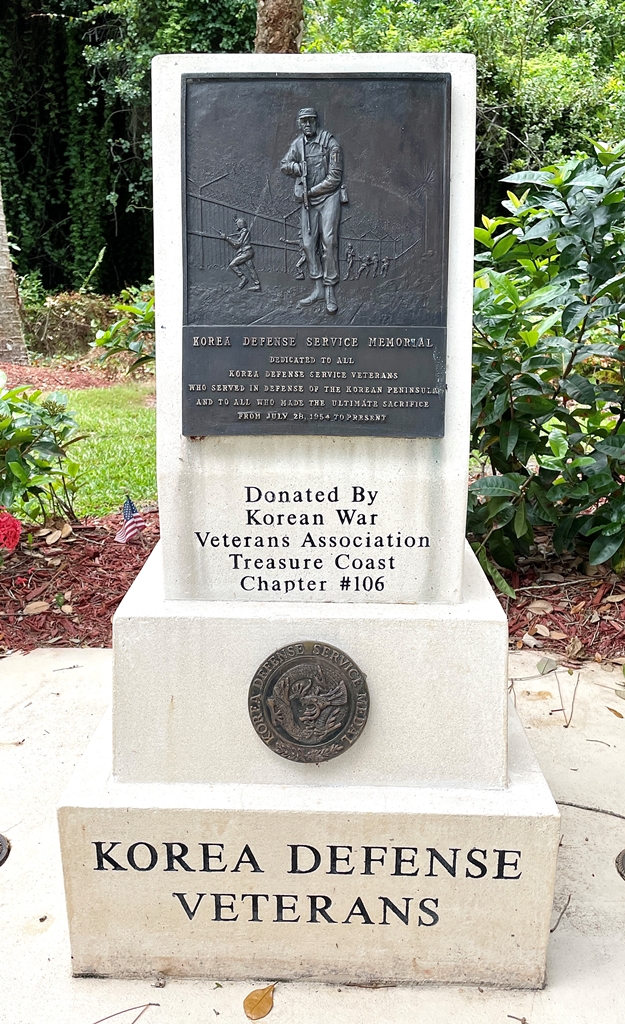 KOREA DEFENSE SERVICE MEMORIAL
DEDICATED TO ALL
KOREA DEFENSE SERVICE VETERANS
WHO SERVED IN DEFENSE OF THE KOREAN PENINSULA
AND TO ALL WHO MADE THE ULTIMATE SACRIFICE
FROM JULY 28, 1954 TO PRESENT
Donated By
Korean War
Veterans Association
Treasure Coast
Chapter #106
KOREA DEFENSE SERVICE MEDAL
KOREA DEFENSE
VETERANS